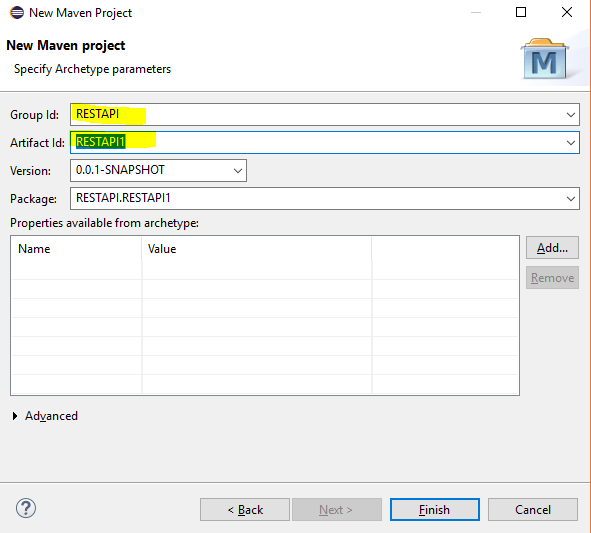 New Maven Project
New Maven project
Specify Archetype parameters
M
Group Id: RESTAPI
Artifact Id: RESTAPI1
Version: 0.0.1-SNAPSHOT
Package: RESTAPI.RESTAPI1
Properties available from archetype:
Name Value
Add...
Remove
Advanced
? < Back Next > Finish Cancel